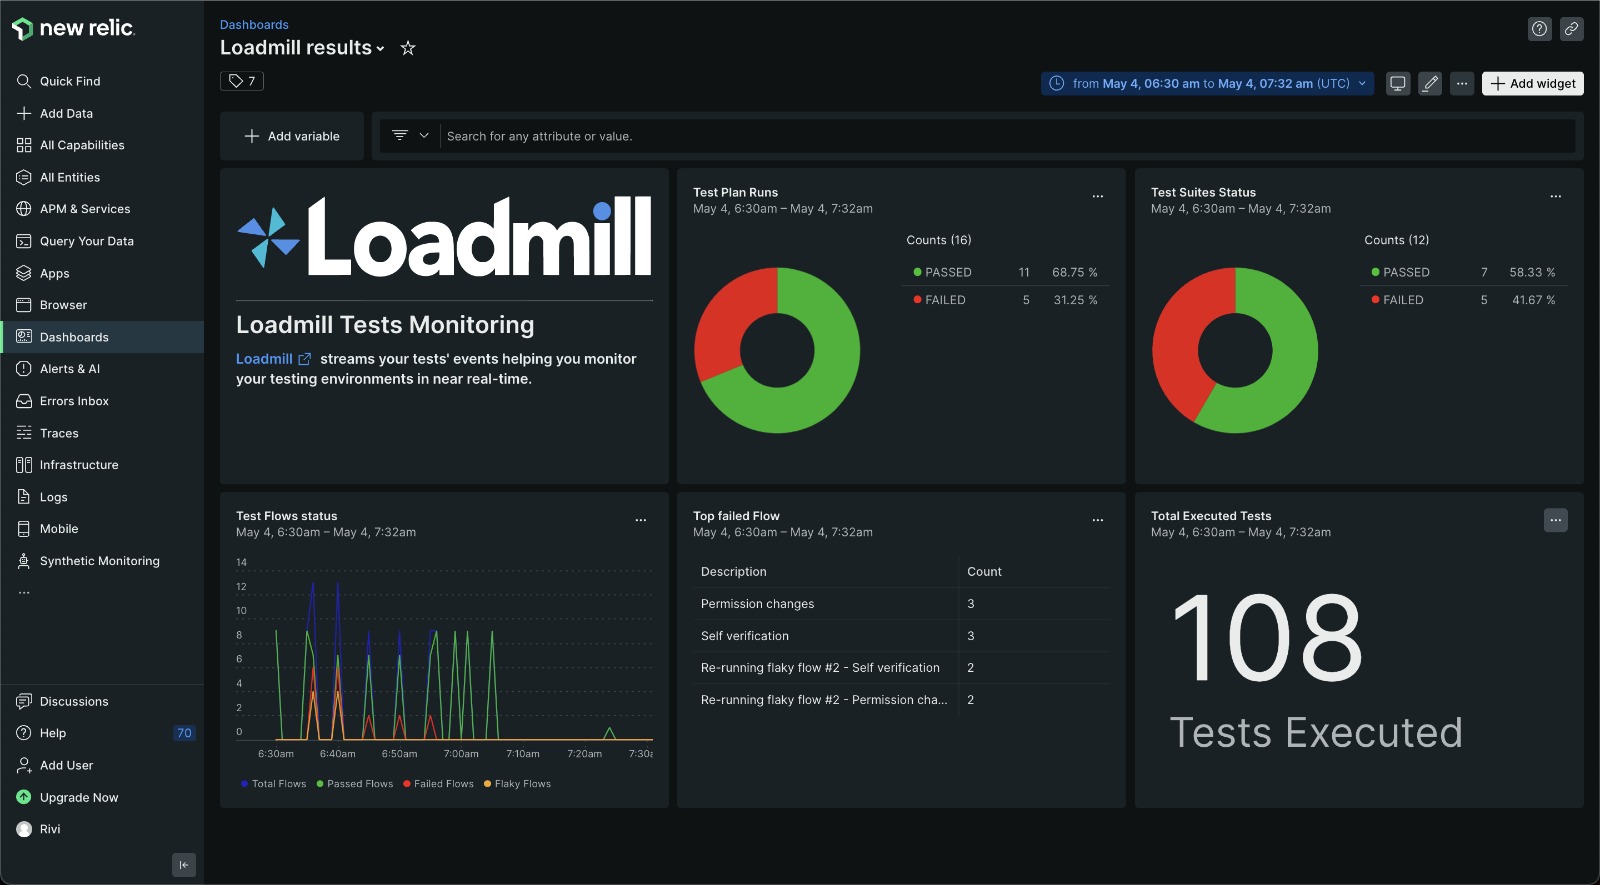 new relic.
Quick Find
Add Data
All Capabilities
All Entities
APM & Services
Query Your Data
Apps
Browser
Dashboards
Alerts & AI
Errors Inbox
Traces
Infrastructure
Logs
Mobile
Synthetic Monitoring
...
Discussions
Help 70
Add User
Upgrade Now
Rivi
Dashboards
Loadmill results
7
from May 4, 06:30 am to May 4, 07:32 am (UTC)
...
Add widget
Add variable
Search for any attribute or value.
Loadmill
Loadmill Tests Monitoring
Loadmill streams your tests' events helping you monitor
your testing environments in near real-time.
Test Plan Runs
...
May 4, 6:30am – May 4, 7:32am
Counts (16)
PASSED 11 68.75 %
FAILED 5 31.25 %
Test Suites Status
...
May 4, 6:30am – May 4, 7:32am
Counts (12)
PASSED 7 58.33 %
FAILED 5 41.67 %
Test Flows status
...
May 4, 6:30am – May 4, 7:32am
14
12
10
8
6
4
2
0
6:30am 6:40am 6:50am 7:00am 7:10am 7:20am 7:30a
Total Flows Passed Flows Failed Flows Flaky Flows
Top failed Flow
...
May 4, 6:30am – May 4, 7:32am
Description Count
Permission changes 3
Self verification 3
Re-running flaky flow #2 - Self verification 2
Re-running flaky flow #2 - Permission cha... 2
Total Executed Tests
...
May 4, 6:30am – May 4, 7:32am
108
Tests Executed